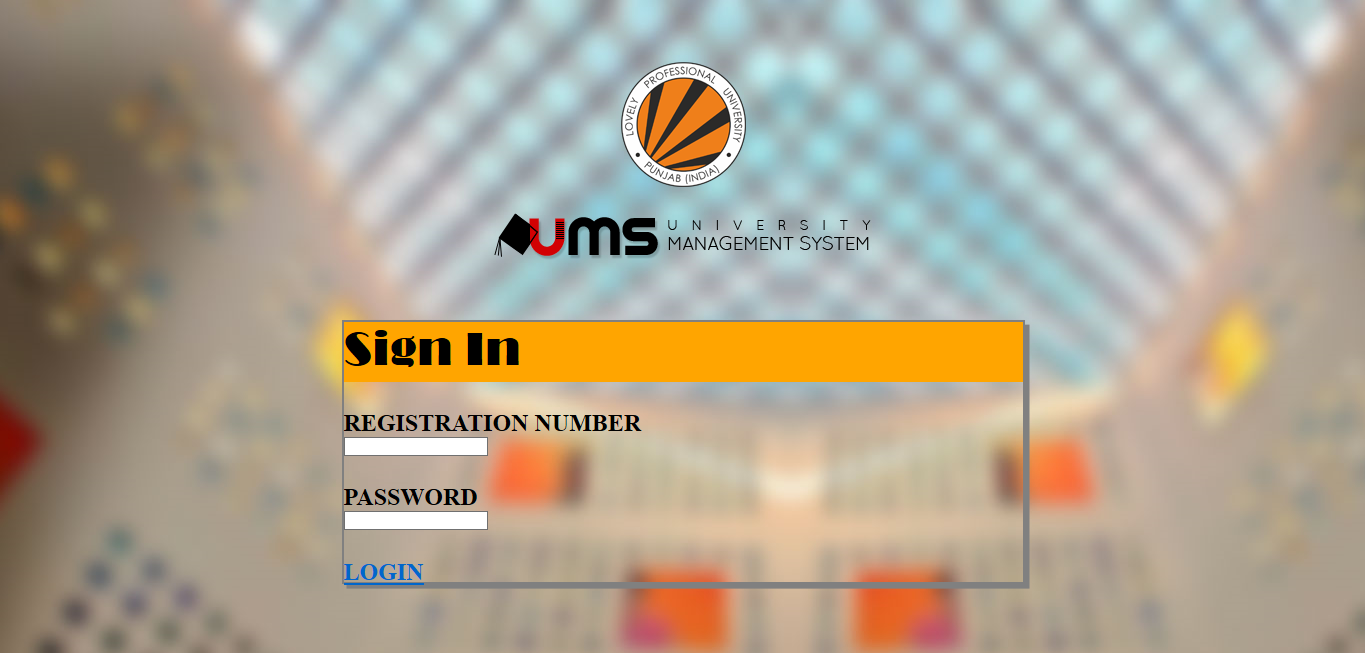 LOVELY PROFESSIONAL UNIVERSITY
PUNJAB (INDIA)
UMS UNIVERSITY
MANAGEMENT SYSTEM
Sign In
REGISTRATION NUMBER
PASSWORD
LOGIN